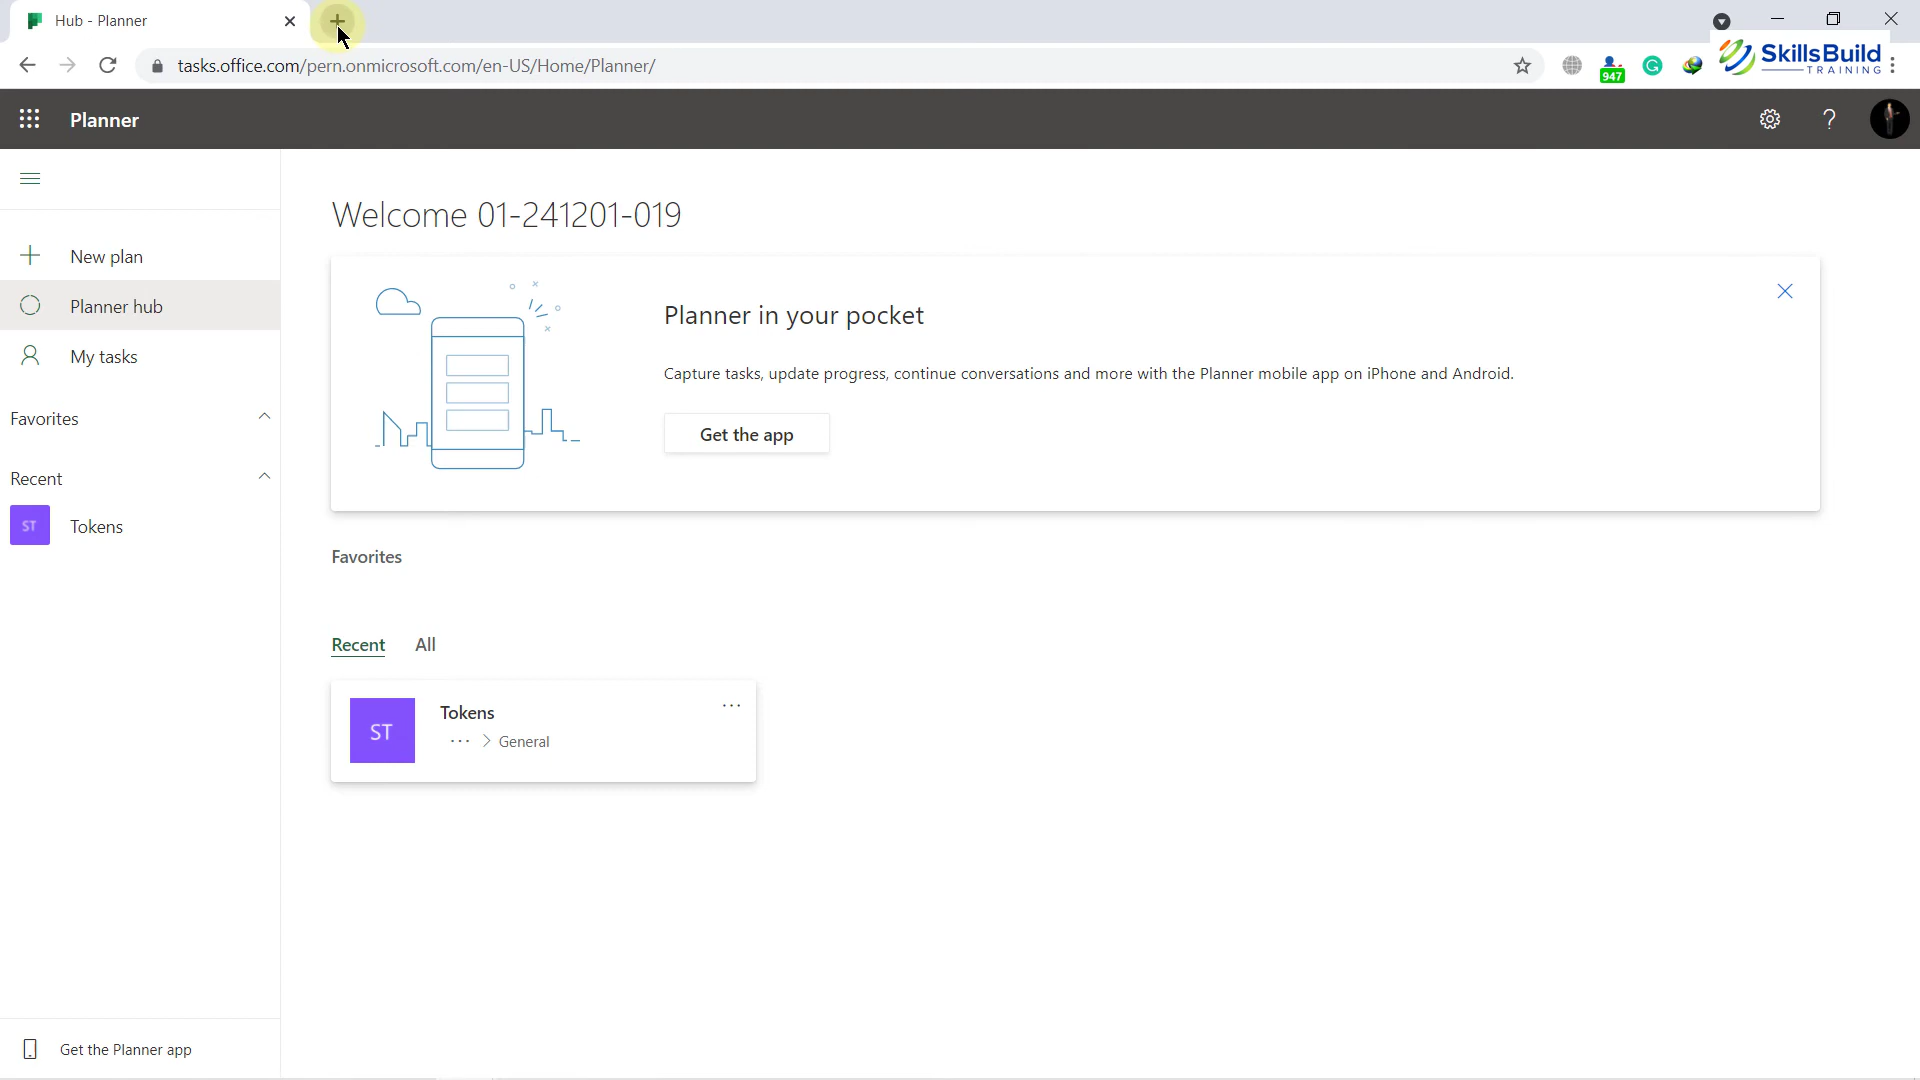 Hub - Planner
tasks.office.com/pern.onmicrosoft.com/en-US/Home/Planner/
947
SkillsBuild
TRAINING
Planner
?
Welcome 01-241201-019
New plan
Planner hub
My tasks
Favorites
Recent
ST Tokens
Planner in your pocket
Capture tasks, update progress, continue conversations and more with the Planner mobile app on iPhone and Android.
Get the app
Favorites
Recent All
ST
Tokens
··· > General
Get the Planner app